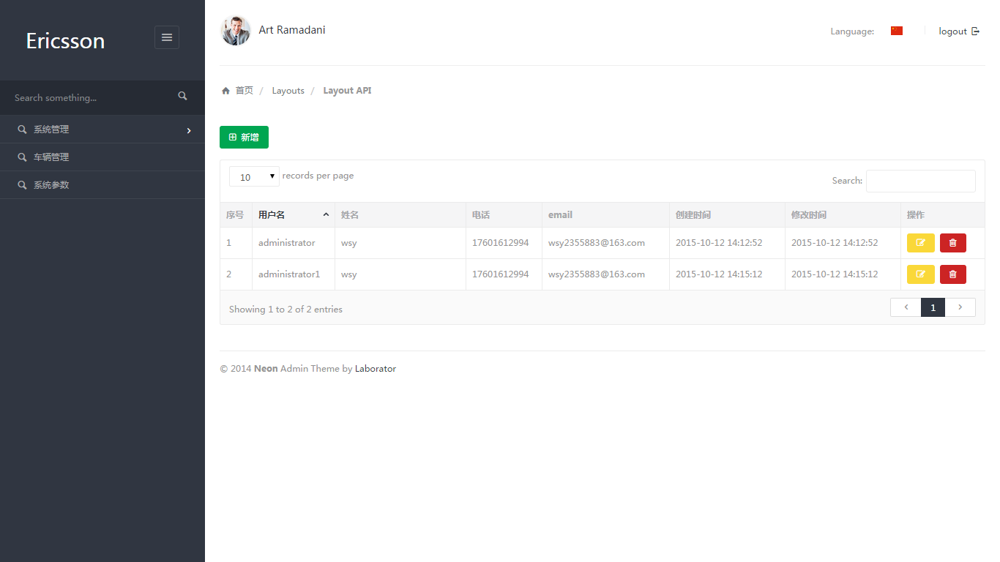 Ericsson
Art Ramadani
Language:
logout
Search something...
首页 / Layouts / Layout API
系统管理
车辆管理
系统参数
新增
10 records per page
Search:
序号 用户名 姓名 电话 email 创建时间 修改时间 操作
1 administrator wsy 17601612994 wsy2355883@163.com 2015-10-12 14:12:52 2015-10-12 14:12:52
2 administrator1 wsy 17601612994 wsy2355883@163.com 2015-10-12 14:15:12 2015-10-12 14:15:12
Showing 1 to 2 of 2 entries
1
© 2014 Neon Admin Theme by Laborator